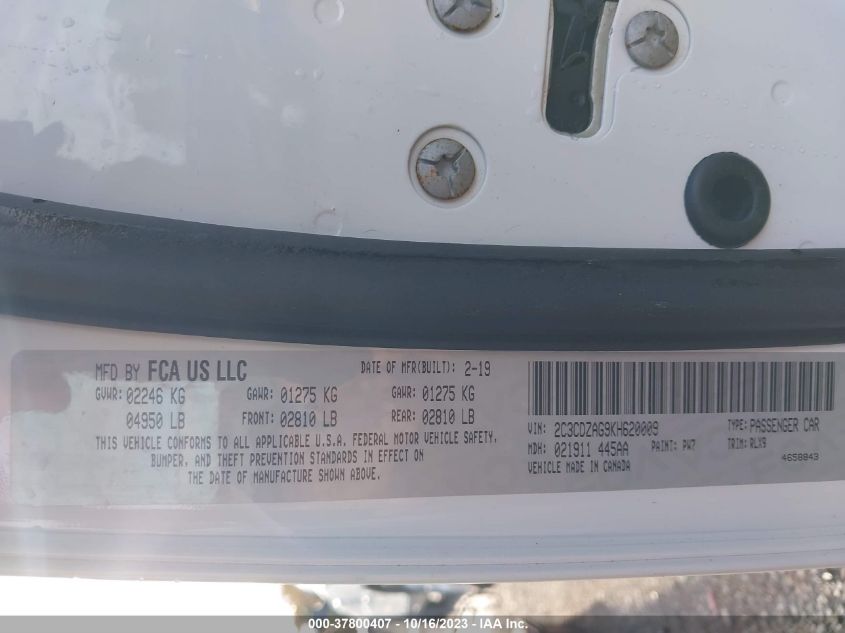 MFD BY FCA US LLC
DATE OF MFR(BUILT): 2-19
GVWR: 02246 KG GAWR: 01275 KG GAWR: 01275 KG
04950 LB FRONT: 02810 LB REAR: 02810 LB
THIS VEHICLE CONFORMS TO ALL APPLICABLE U.S.A. FEDERAL MOTOR VEHICLE SAFETY,
BUMPER, AND THEFT PREVENTION STANDARDS IN EFFECT ON
THE DATE OF MANUFACTURE SHOWN ABOVE.
VIN: 2C3CDZAG9KH620009 TYPE: PASSENGER CAR
MDH: 021911 445AA PAINT: PW7 TRIM: RLX9
VEHICLE MADE IN CANADA 4658843
000-37800407 - 10/16/2023 - IAA Inc.